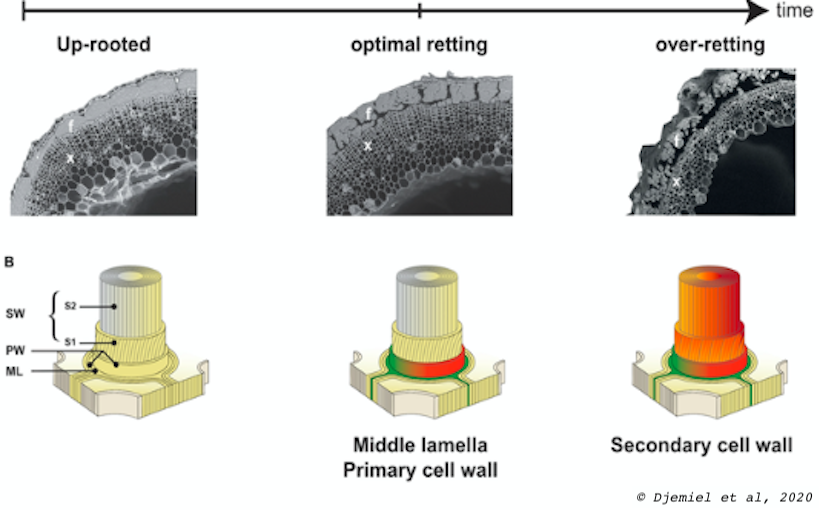 time
Up-rooted
optimal retting
over-retting
f
x
f
x
f
x
B
SW
S2
S1
PW
ML
Middle lamella
Primary cell wall
Secondary cell wall
© Djemiel et al, 2020